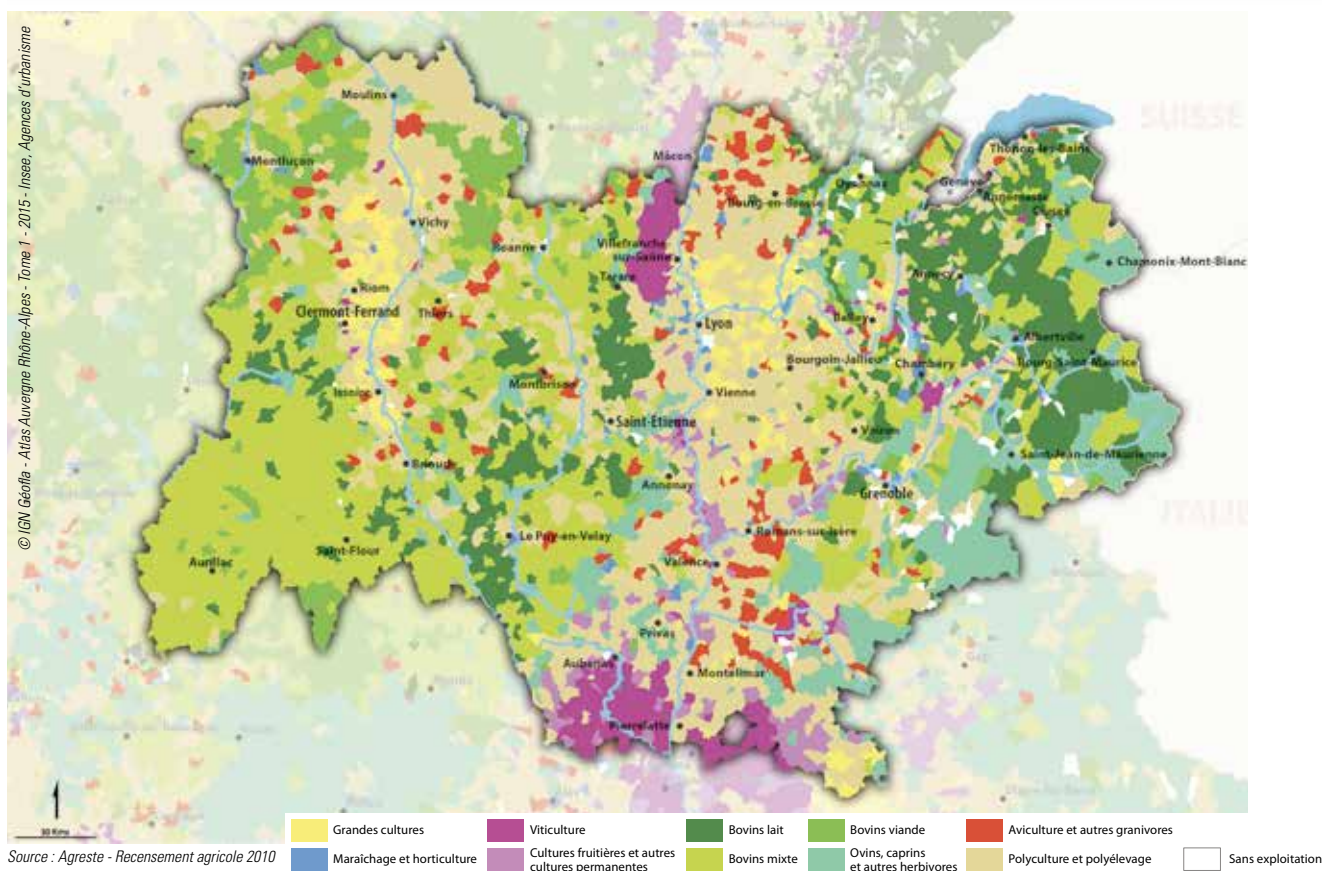 © IGN Géofla - Atlas Auvergne Rhône-Alpes - Tome 1 - 2015 - Insee, Agences d'urbanisme
SUISSE
Moulins
Mâcon
Thonon-les-Bains
Montluçon
Genève
Oyonnax
Annemasse
Bourg-en-Bresse
Cluses
Vichy
Roanne
Villefranche-
sur-Saône
Chamonix-Mont-Blanc
Annecy
Tarare
Riom
Clermont-Ferrand
Thiers
Lyon
Belley
Albertville
Bourgoin-Jallieu
Chambéry
Bourg-Saint-Maurice
Montbrison
Issoire
Vienne
Saint-Etienne
Voiron
Brioude
Saint-Jean-de-Maurienne
Annonay
Grenoble
ITALIE
Le Puy-en-Velay
Romans-sur-Isère
Saint-Flour
Aurillac
Valence
Privas
Aubenas
Montélimar
Pierrelatte
30 Kms
Source : Agreste - Recensement agricole 2010
Grandes cultures
Viticulture
Bovins lait
Bovins viande
Aviculture et autres granivores
Maraîchage et horticulture
Cultures fruitières et autres
cultures permanentes
Bovins mixte
Ovins, caprins
et autres herbivores
Polyculture et polyélevage
Sans exploitation